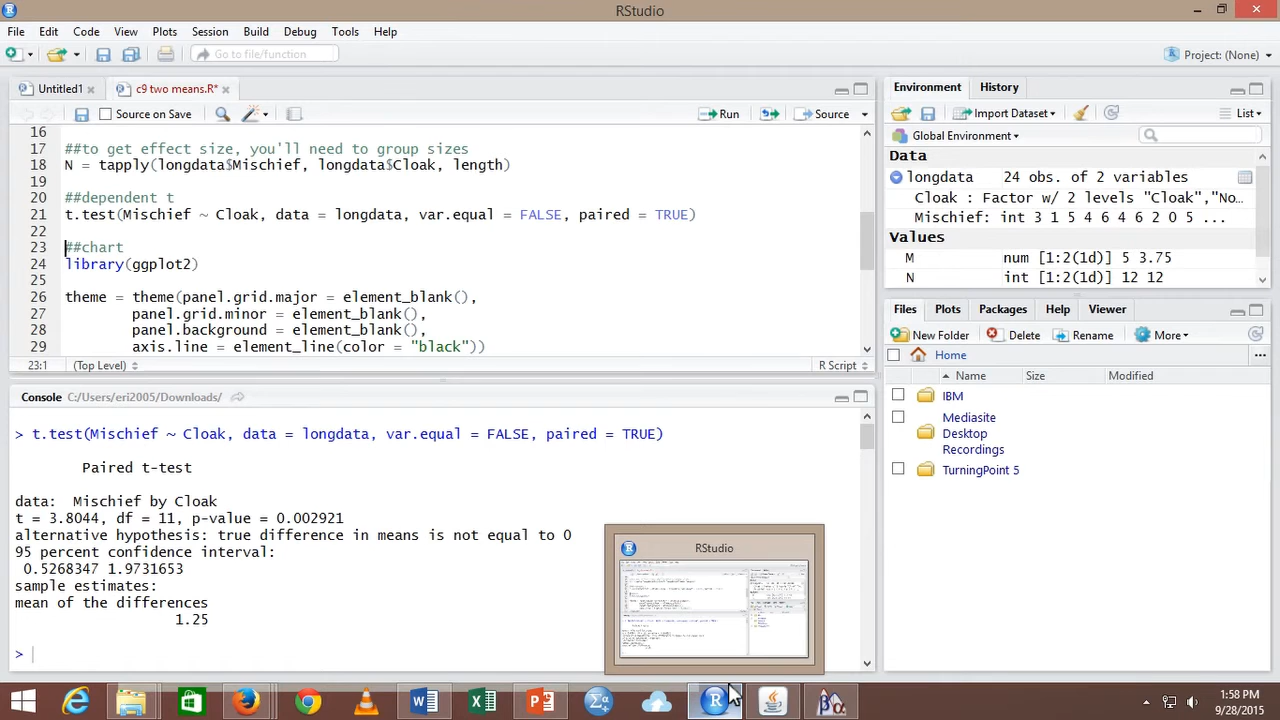 RStudio
File Edit Code View Plots Session Build Debug Tools Help
Go to file/function
Project: (None)
Untitled1 c9 two means.R*
Source on Save Run Source
16
17 ##to get effect size, you'll need to group sizes
18 N = tapply(longdata$Mischief, longdata$Cloak, length)
19
20 ##dependent t
21 t.test(Mischief ~ Cloak, data = longdata, var.equal = FALSE, paired = TRUE)
22
23 ##chart
24 library(ggplot2)
25
26 theme = theme(panel.grid.major = element_blank(),
27 panel.grid.minor = element_blank(),
28 panel.background = element_blank(),
29 axis.line = element_line(color = "black"))
23:1 (Top Level) R Script
Console C:/Users/eri2005/Downloads/
> t.test(Mischief ~ Cloak, data = longdata, var.equal = FALSE, paired = TRUE)
Paired t-test
data: Mischief by Cloak
t = 3.8044, df = 11, p-value = 0.002921
alternative hypothesis: true difference in means is not equal to 0
95 percent confidence interval:
0.5268347 1.9731653
sample estimates:
mean of the differences
1.25
>
Environment History
Import Dataset List
Global Environment
Data
longdata 24 obs. of 2 variables
Cloak : Factor w/ 2 levels "Cloak","No...
Mischief: int 3 1 5 4 6 4 6 2 0 5 ...
Values
M num [1:2(1d)] 5 3.75
N int [1:2(1d)] 12 12
Files Plots Packages Help Viewer
New Folder Delete Rename More
Home
Name Size Modified
IBM
Mediasite
Desktop
Recordings
TurningPoint 5
RStudio
1:58 PM
9/28/2015